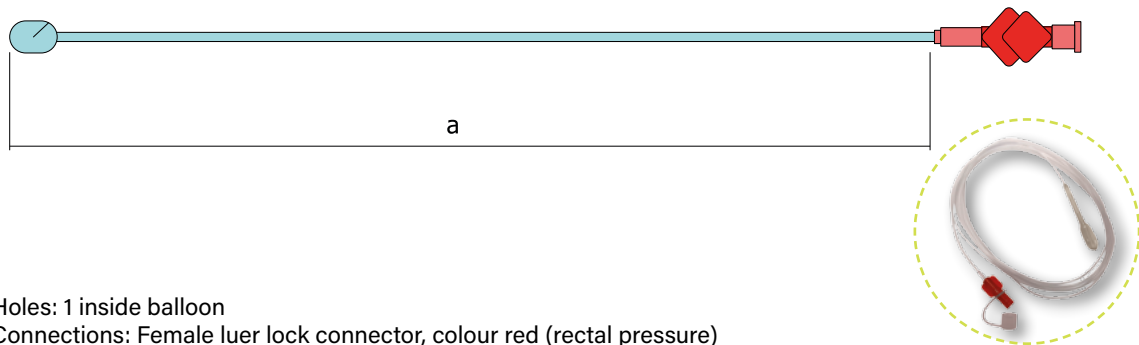 a
Holes: 1 inside balloon
Connections: Female luer lock connector, colour red (rectal pressure)